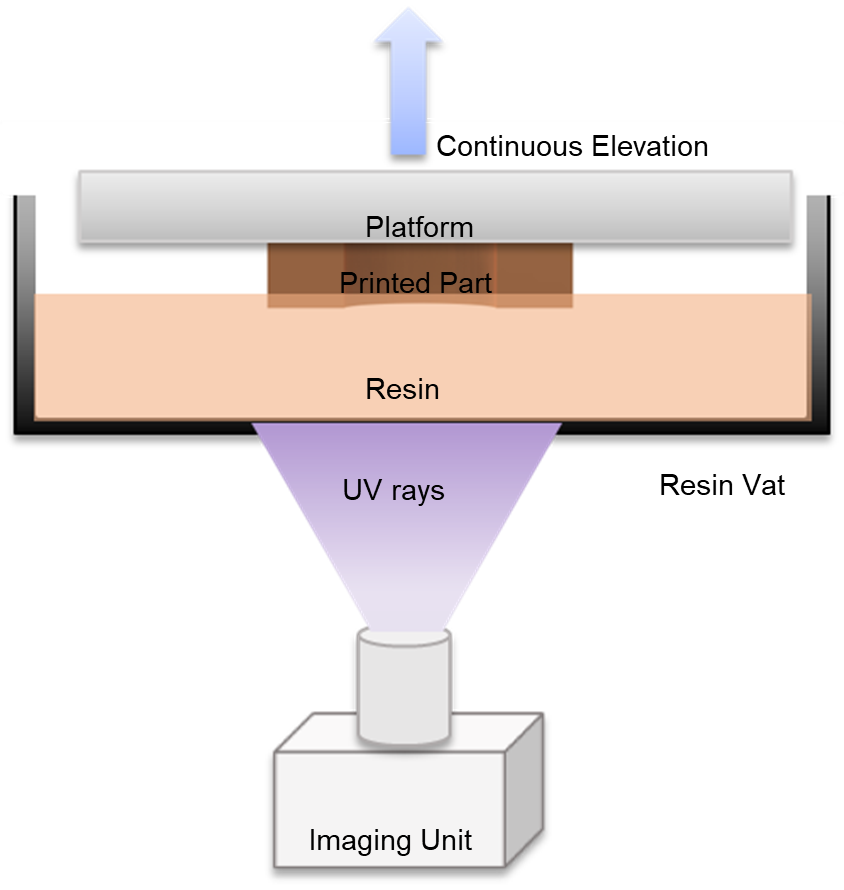 Continuous Elevation
Platform
Printed Part
Resin
UV rays
Resin Vat
Imaging Unit